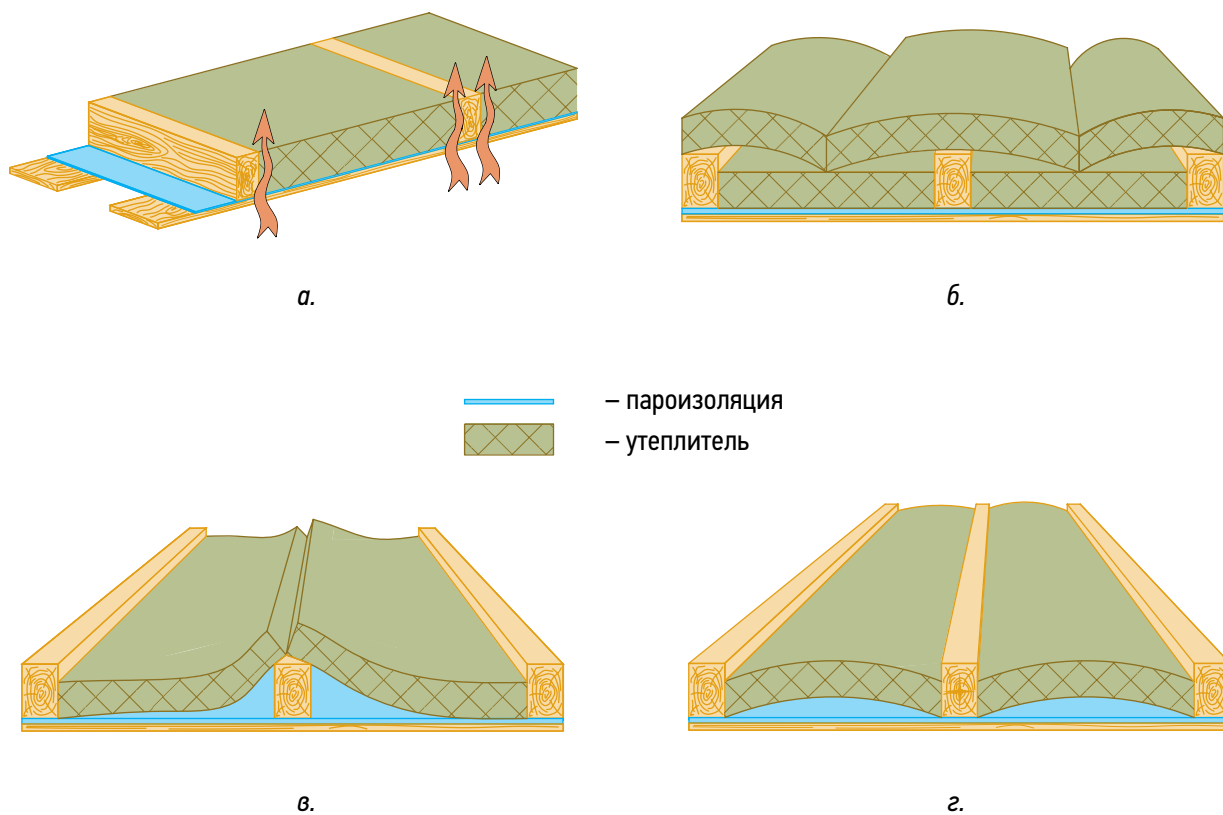 а.
б.
– пароизоляция
– утеплитель
в.
г.